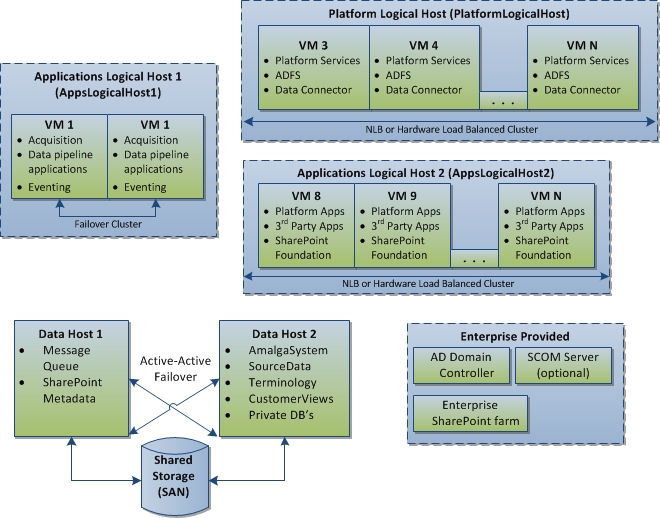 Platform Logical Host (PlatformLogicalHost)
VM 3
• Platform Services
• ADFS
• Data Connector
VM 4
• Platform Services
• ADFS
• Data Connector
. . .
VM N
• Platform Services
• ADFS
• Data Connector
NLB or Hardware Load Balanced Cluster
Applications Logical Host 1
(AppsLogicalHost1)
VM 1
• Acquisition
• Data pipeline
applications
• Eventing
VM 1
• Acquisition
• Data pipeline
applications
• Eventing
Failover Cluster
Applications Logical Host 2 (AppsLogicalHost2)
VM 8
• Platform Apps
• 3rd Party Apps
• SharePoint
Foundation
VM 9
• Platform Apps
• 3rd Party Apps
• SharePoint
Foundation
. . .
VM N
• Platform Apps
• 3rd Party Apps
• SharePoint
Foundation
NLB or Hardware Load Balanced Cluster
Data Host 1
• Message
Queue
• SharePoint
Metadata
Active-Active
Failover
Data Host 2
• AmalgaSystem
• SourceData
• Terminology
• CustomerViews
• Private DB's
Shared
Storage
(SAN)
Enterprise Provided
AD Domain
Controller
SCOM Server
(optional)
Enterprise
SharePoint farm